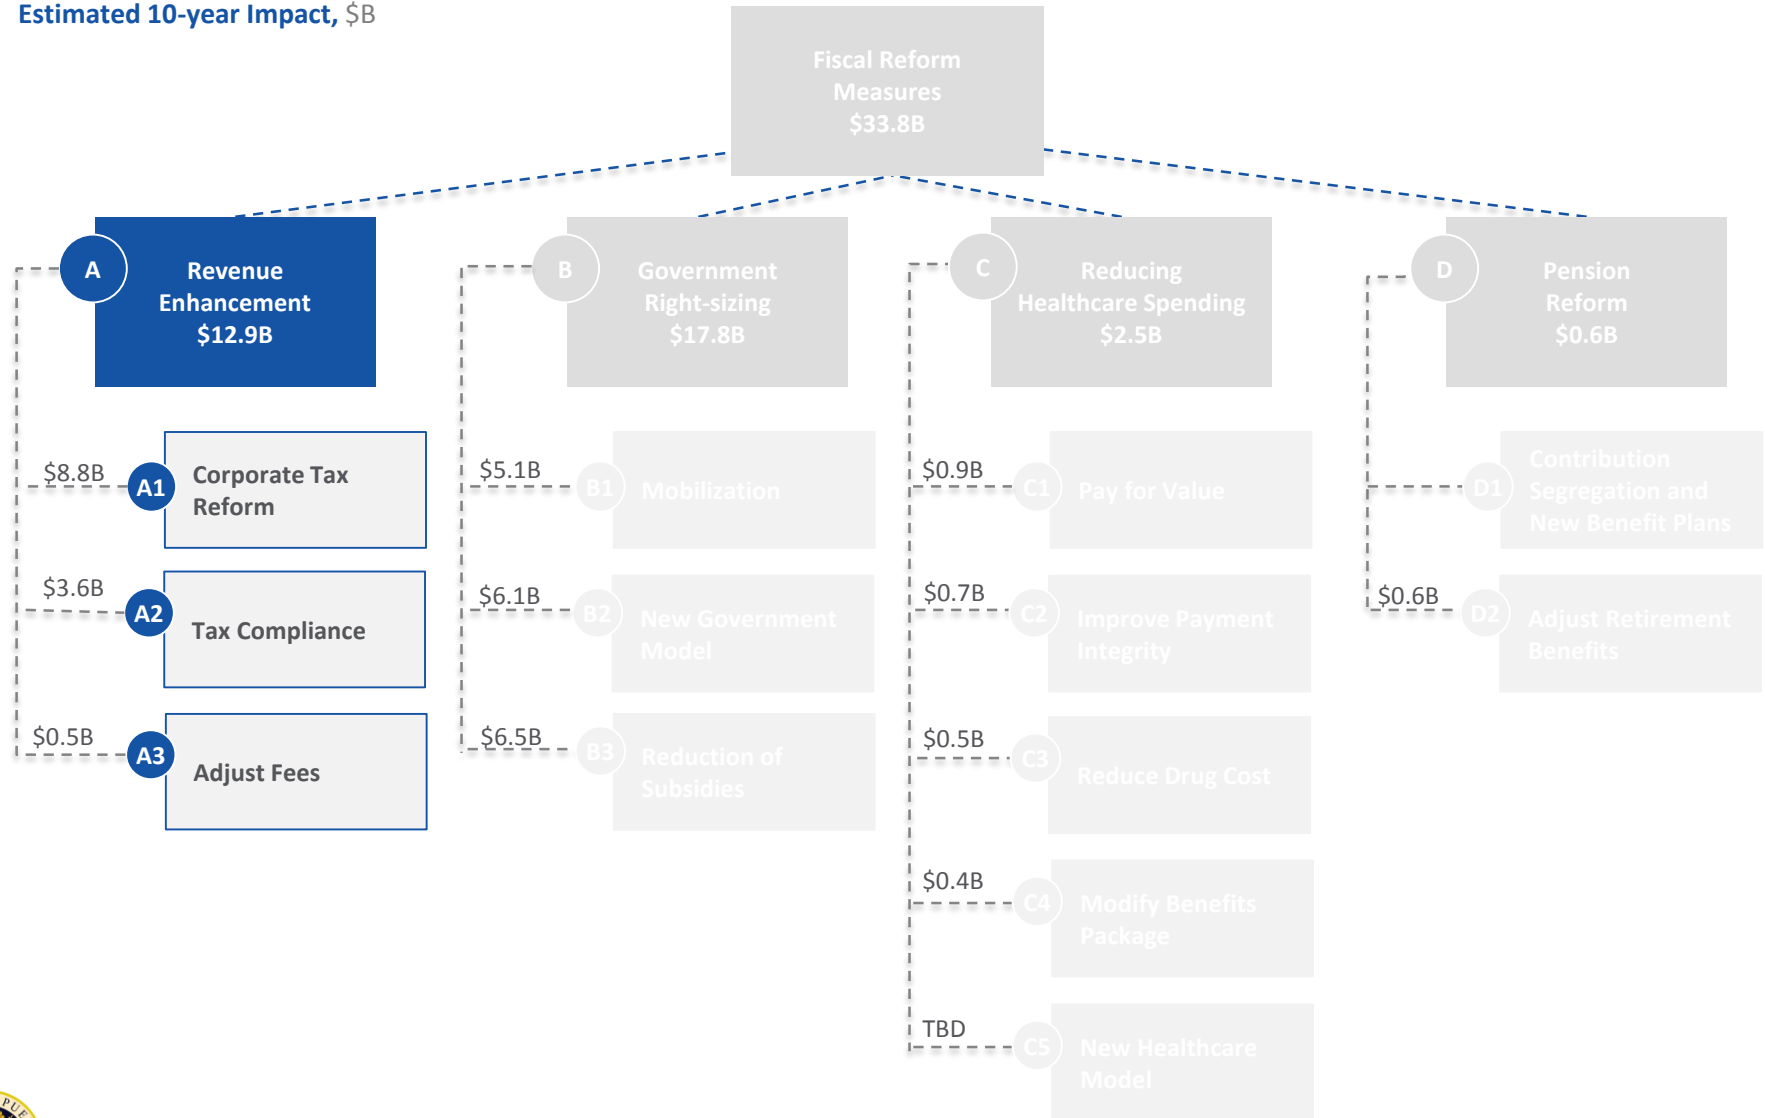 Estimated 10-year Impact, $B
Fiscal Reform
Measures
$33.8B
A
Revenue
Enhancement
$12.9B
$8.8B
A1
Corporate Tax
Reform
$3.6B
A2
Tax Compliance
$0.5B
A3
Adjust Fees
B
Government
Right-sizing
$17.8B
$5.1B
B1
Mobilization
$6.1B
B2
New Government
Model
$6.5B
B3
Reduction of
Subsidies
C
Reducing
Healthcare Spending
$2.5B
$0.9B
C1
Pay for Value
$0.7B
C2
Improve Payment
Integrity
$0.5B
C3
Reduce Drug Cost
$0.4B
C4
Modify Benefits
Package
TBD
C5
New Healthcare
Model
D
Pension
Reform
$0.6B
D1
Contribution
Segregation and
New Benefit Plans
$0.6B
D2
Adjust Retirement
Benefits